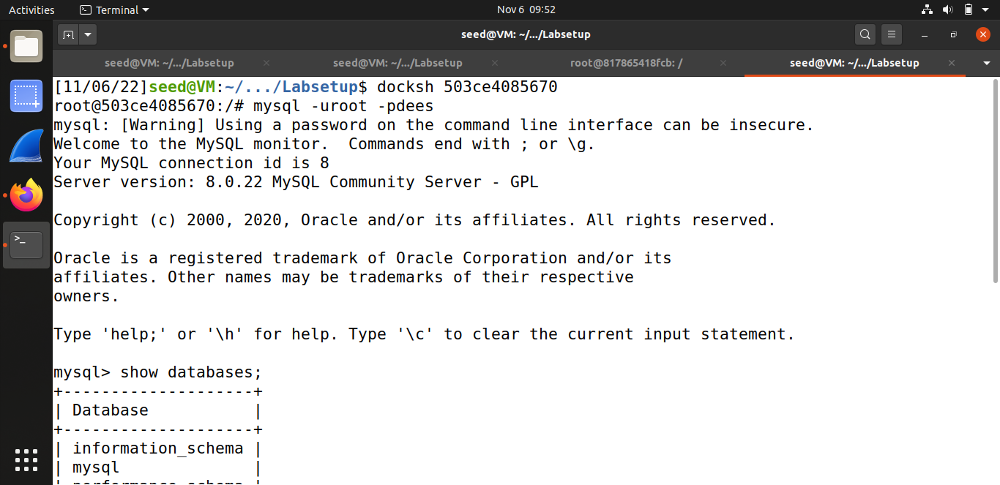 Activities Terminal Nov 6 09:52
seed@VM: ~/.../Labsetup
seed@VM: ~/.../Labsetup seed@VM: ~/.../Labsetup root@817865418fcb: / seed@VM: ~/.../Labsetup
[11/06/22]seed@VM:~/.../Labsetup$ docksh 503ce4085670
root@503ce4085670:/# mysql -uroot -pdees
mysql: [Warning] Using a password on the command line interface can be insecure.
Welcome to the MySQL monitor.  Commands end with ; or \g.
Your MySQL connection id is 8
Server version: 8.0.22 MySQL Community Server - GPL
Copyright (c) 2000, 2020, Oracle and/or its affiliates. All rights reserved.
Oracle is a registered trademark of Oracle Corporation and/or its
affiliates. Other names may be trademarks of their respective
owners.
Type 'help;' or '\h' for help. Type '\c' to clear the current input statement.
mysql> show databases;
+--------------------+
| Database           |
+--------------------+
| information_schema |
| mysql              |
| performance_schema |